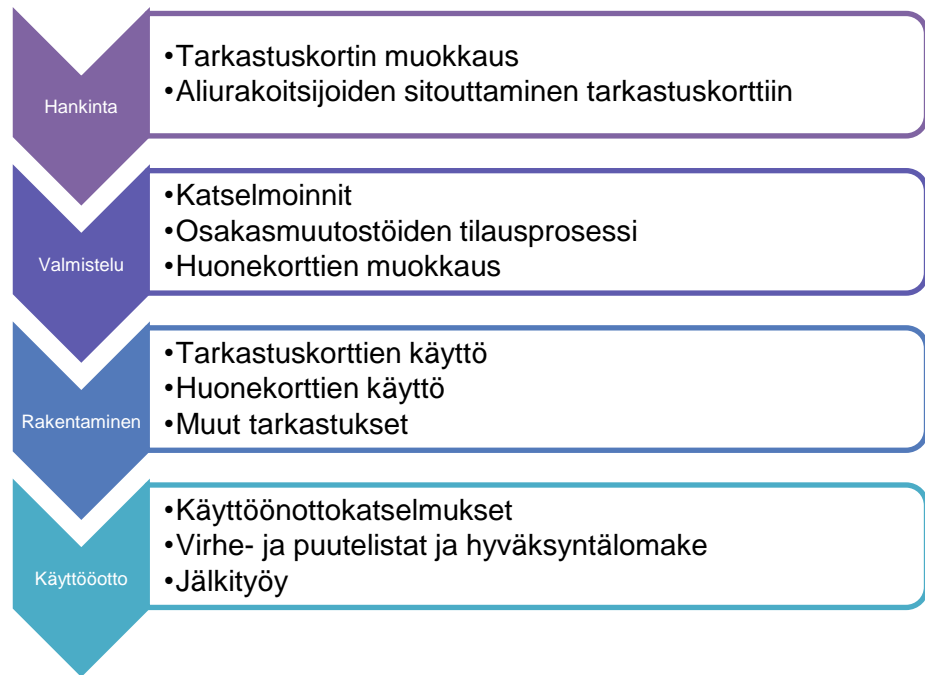 Hankinta
•Tarkastuskortin muokkaus
•Aliurakoitsijoiden sitouttaminen tarkastuskorttiin
Valmistelu
•Katselmoinnit
•Osakasmuutostöiden tilausprosessi
•Huonekorttien muokkaus
Rakentaminen
•Tarkastuskorttien käyttö
•Huonekorttien käyttö
•Muut tarkastukset
Käyttööotto
•Käyttöönottokatselmukset
•Virhe- ja puutelistat ja hyväksyntälomake
•Jälkityöy